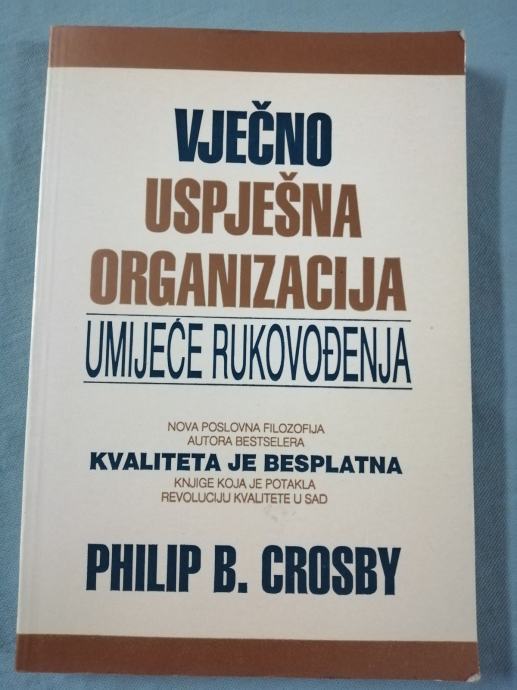 VJEČNO
USPJEŠNA
ORGANIZACIJA
UMIJEĆE RUKOVOĐENJA
NOVA POSLOVNA FILOZOFIJA
AUTORA BESTSELERA
KVALITETA JE BESPLATNA
KNJIGE KOJA JE POTAKLA
REVOLUCIJU KVALITETE U SAD
PHILIP B. CROSBY